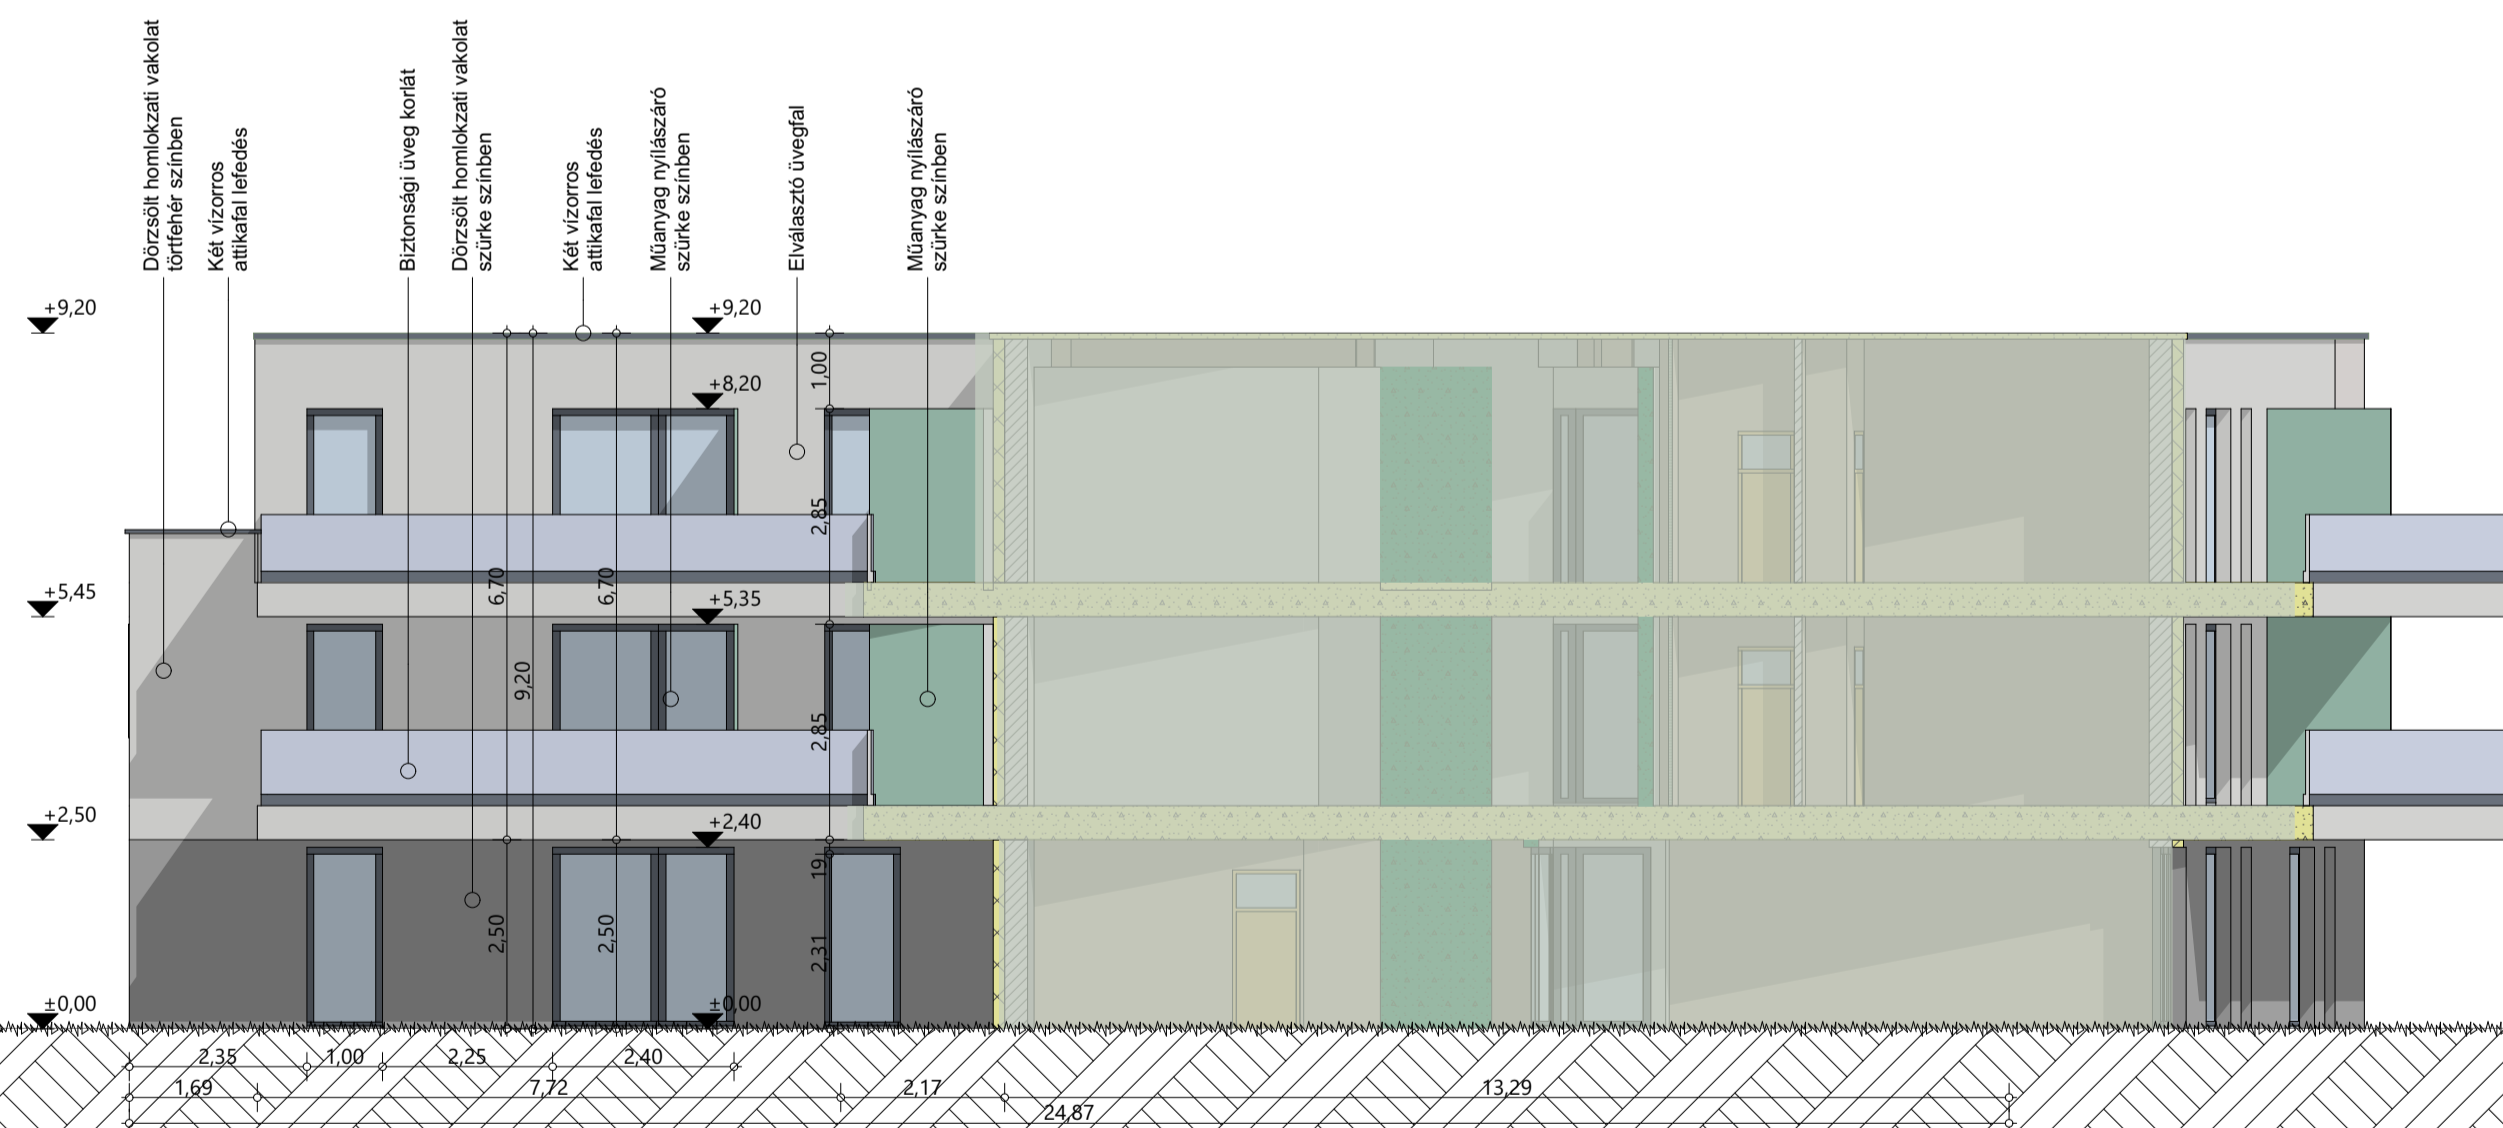 Dörzsölt homlokzati vakolat
törtfehér színben
Két vízorros
attikafal lefedés
Biztonsági üveg korlát
Dörzsölt homlokzati vakolat
szürke színben
Két vízorros
attikafal lefedés
Műanyag nyílászáró
szürke színben
Elválasztó üvegfal
Műanyag nyílászáró
szürke színben
+9,20
+9,20
1,00
+8,20
2,85
+5,45
6,70
6,70
+5,35
9,20
2,85
+2,50
+2,40
19
2,50
2,50
2,31
±0,00
±0,00
2,35
1,00
2,25
2,40
1,69
7,72
2,17
13,29
24,87